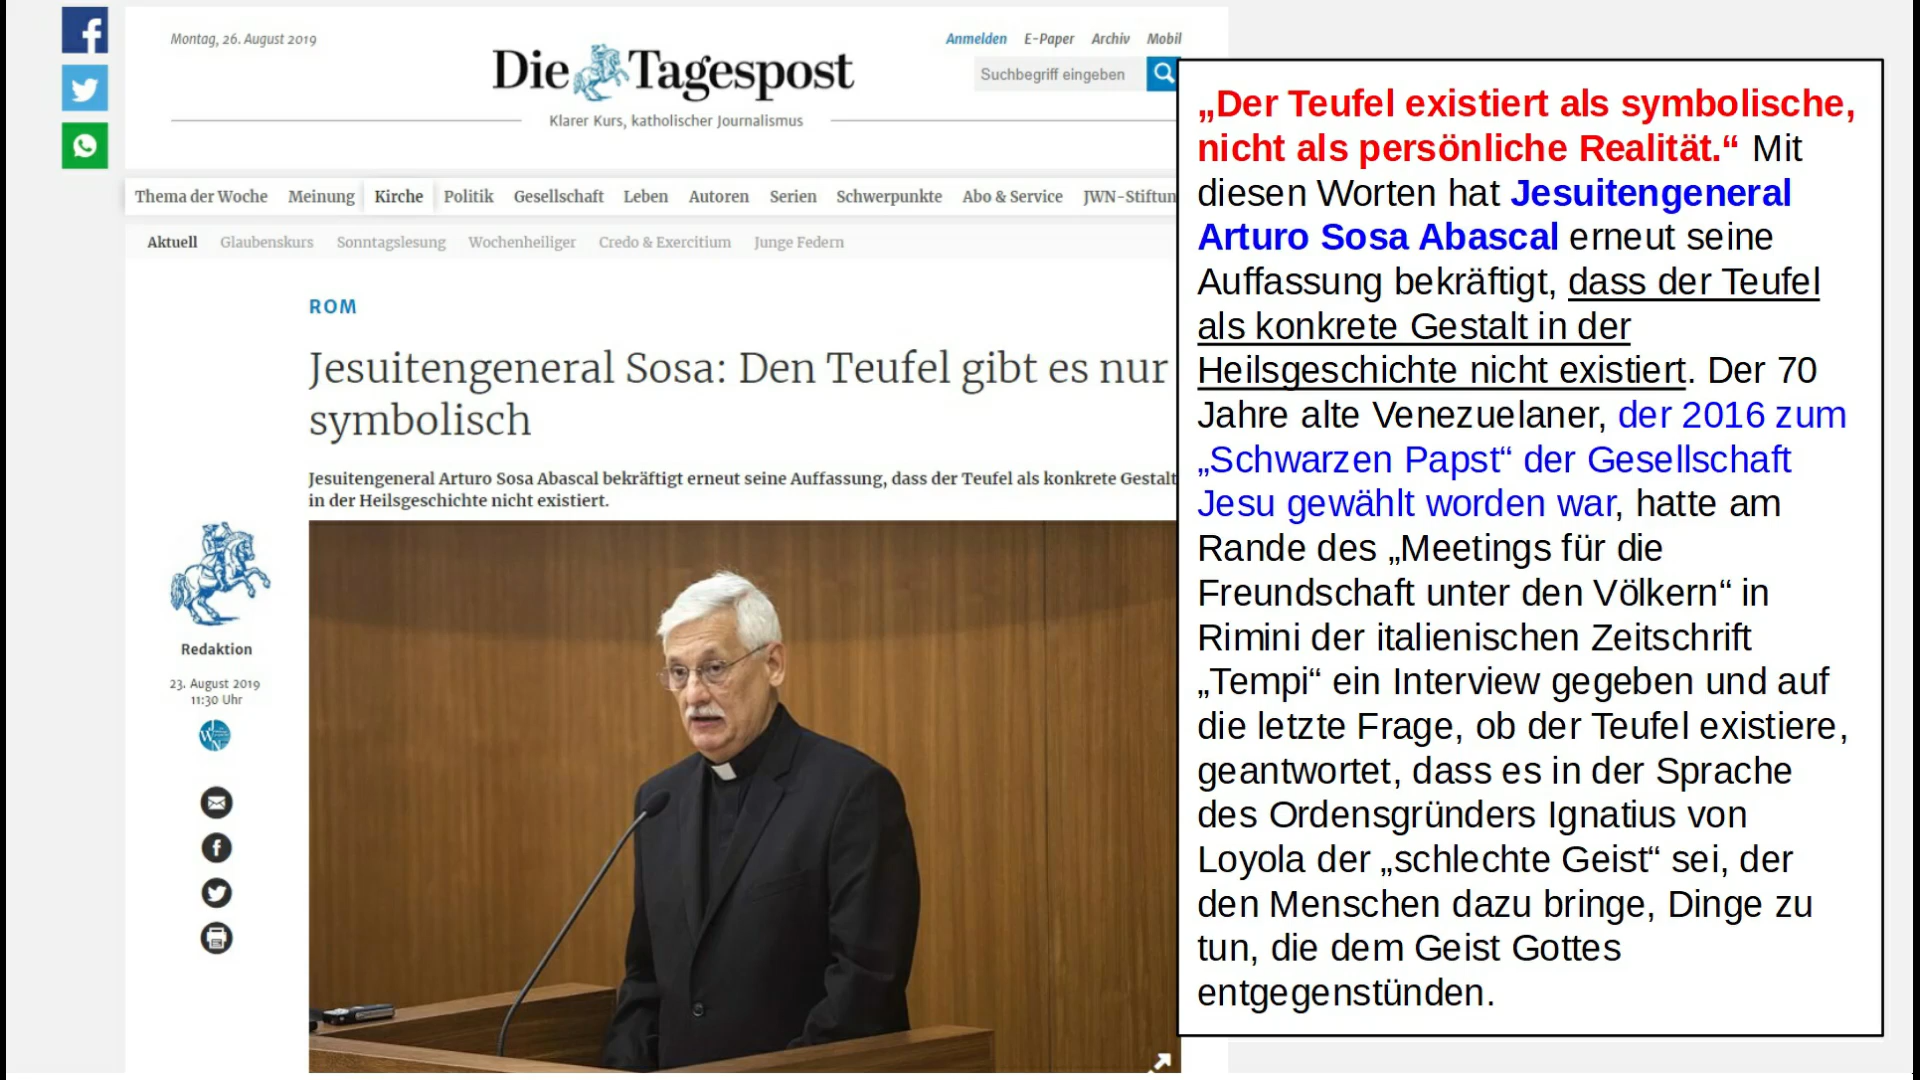 Montag, 26. August 2019
Anmelden E-Paper Archiv Mobil
Die Tagespost
Suchbegriff eingeben
Klarer Kurs, katholischer Journalismus
Thema der Woche Meinung Kirche Politik Gesellschaft Leben Autoren Serien Schwerpunkte Abo & Service JWN-Stiftun
Aktuell Glaubenskurs Sonntagslesung Wochenheiliger Credo & Exercitium Junge Federn
ROM
Jesuitengeneral Sosa: Den Teufel gibt es nur
symbolisch
Jesuitengeneral Arturo Sosa Abascal bekräftigt erneut seine Auffassung, dass der Teufel als konkrete Gestalt
in der Heilsgeschichte nicht existiert.
Redaktion
23. August 2019
11:30 Uhr
„Der Teufel existiert als symbolische,
nicht als persönliche Realität.“ Mit
diesen Worten hat Jesuitengeneral
Arturo Sosa Abascal erneut seine
Auffassung bekräftigt, dass der Teufel
als konkrete Gestalt in der
Heilsgeschichte nicht existiert. Der 70
Jahre alte Venezuelaner, der 2016 zum
„Schwarzen Papst“ der Gesellschaft
Jesu gewählt worden war, hatte am
Rande des „Meetings für die
Freundschaft unter den Völkern“ in
Rimini der italienischen Zeitschrift
„Tempi“ ein Interview gegeben und auf
die letzte Frage, ob der Teufel existiere,
geantwortet, dass es in der Sprache
des Ordensgründers Ignatius von
Loyola der „schlechte Geist“ sei, der
den Menschen dazu bringe, Dinge zu
tun, die dem Geist Gottes
entgegenstünden.